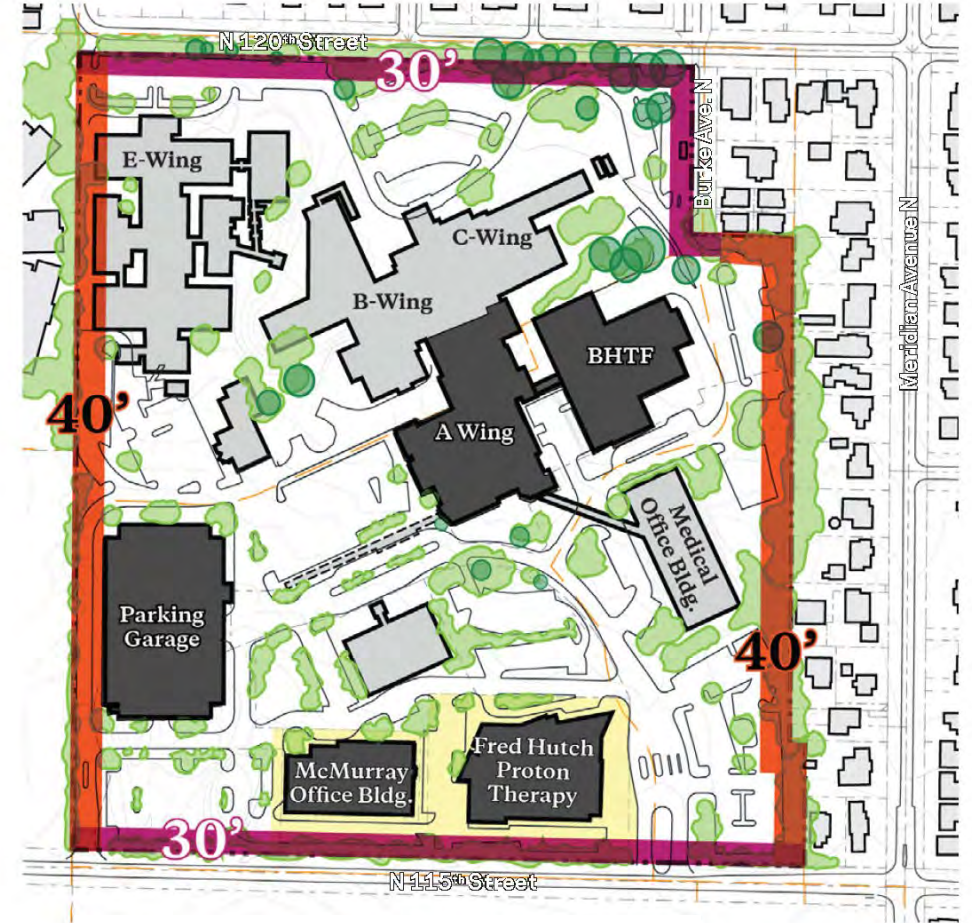 N 120th Street
30’
Burke Ave. N
E-Wing
C-Wing
Meridian Avenue N
B-Wing
BHTF
40’
A Wing
Medical
Office Bldg.
Parking
Garage
40’
Fred Hutch
Proton
Therapy
McMurray
Office Bldg.
30’
N 115th Street